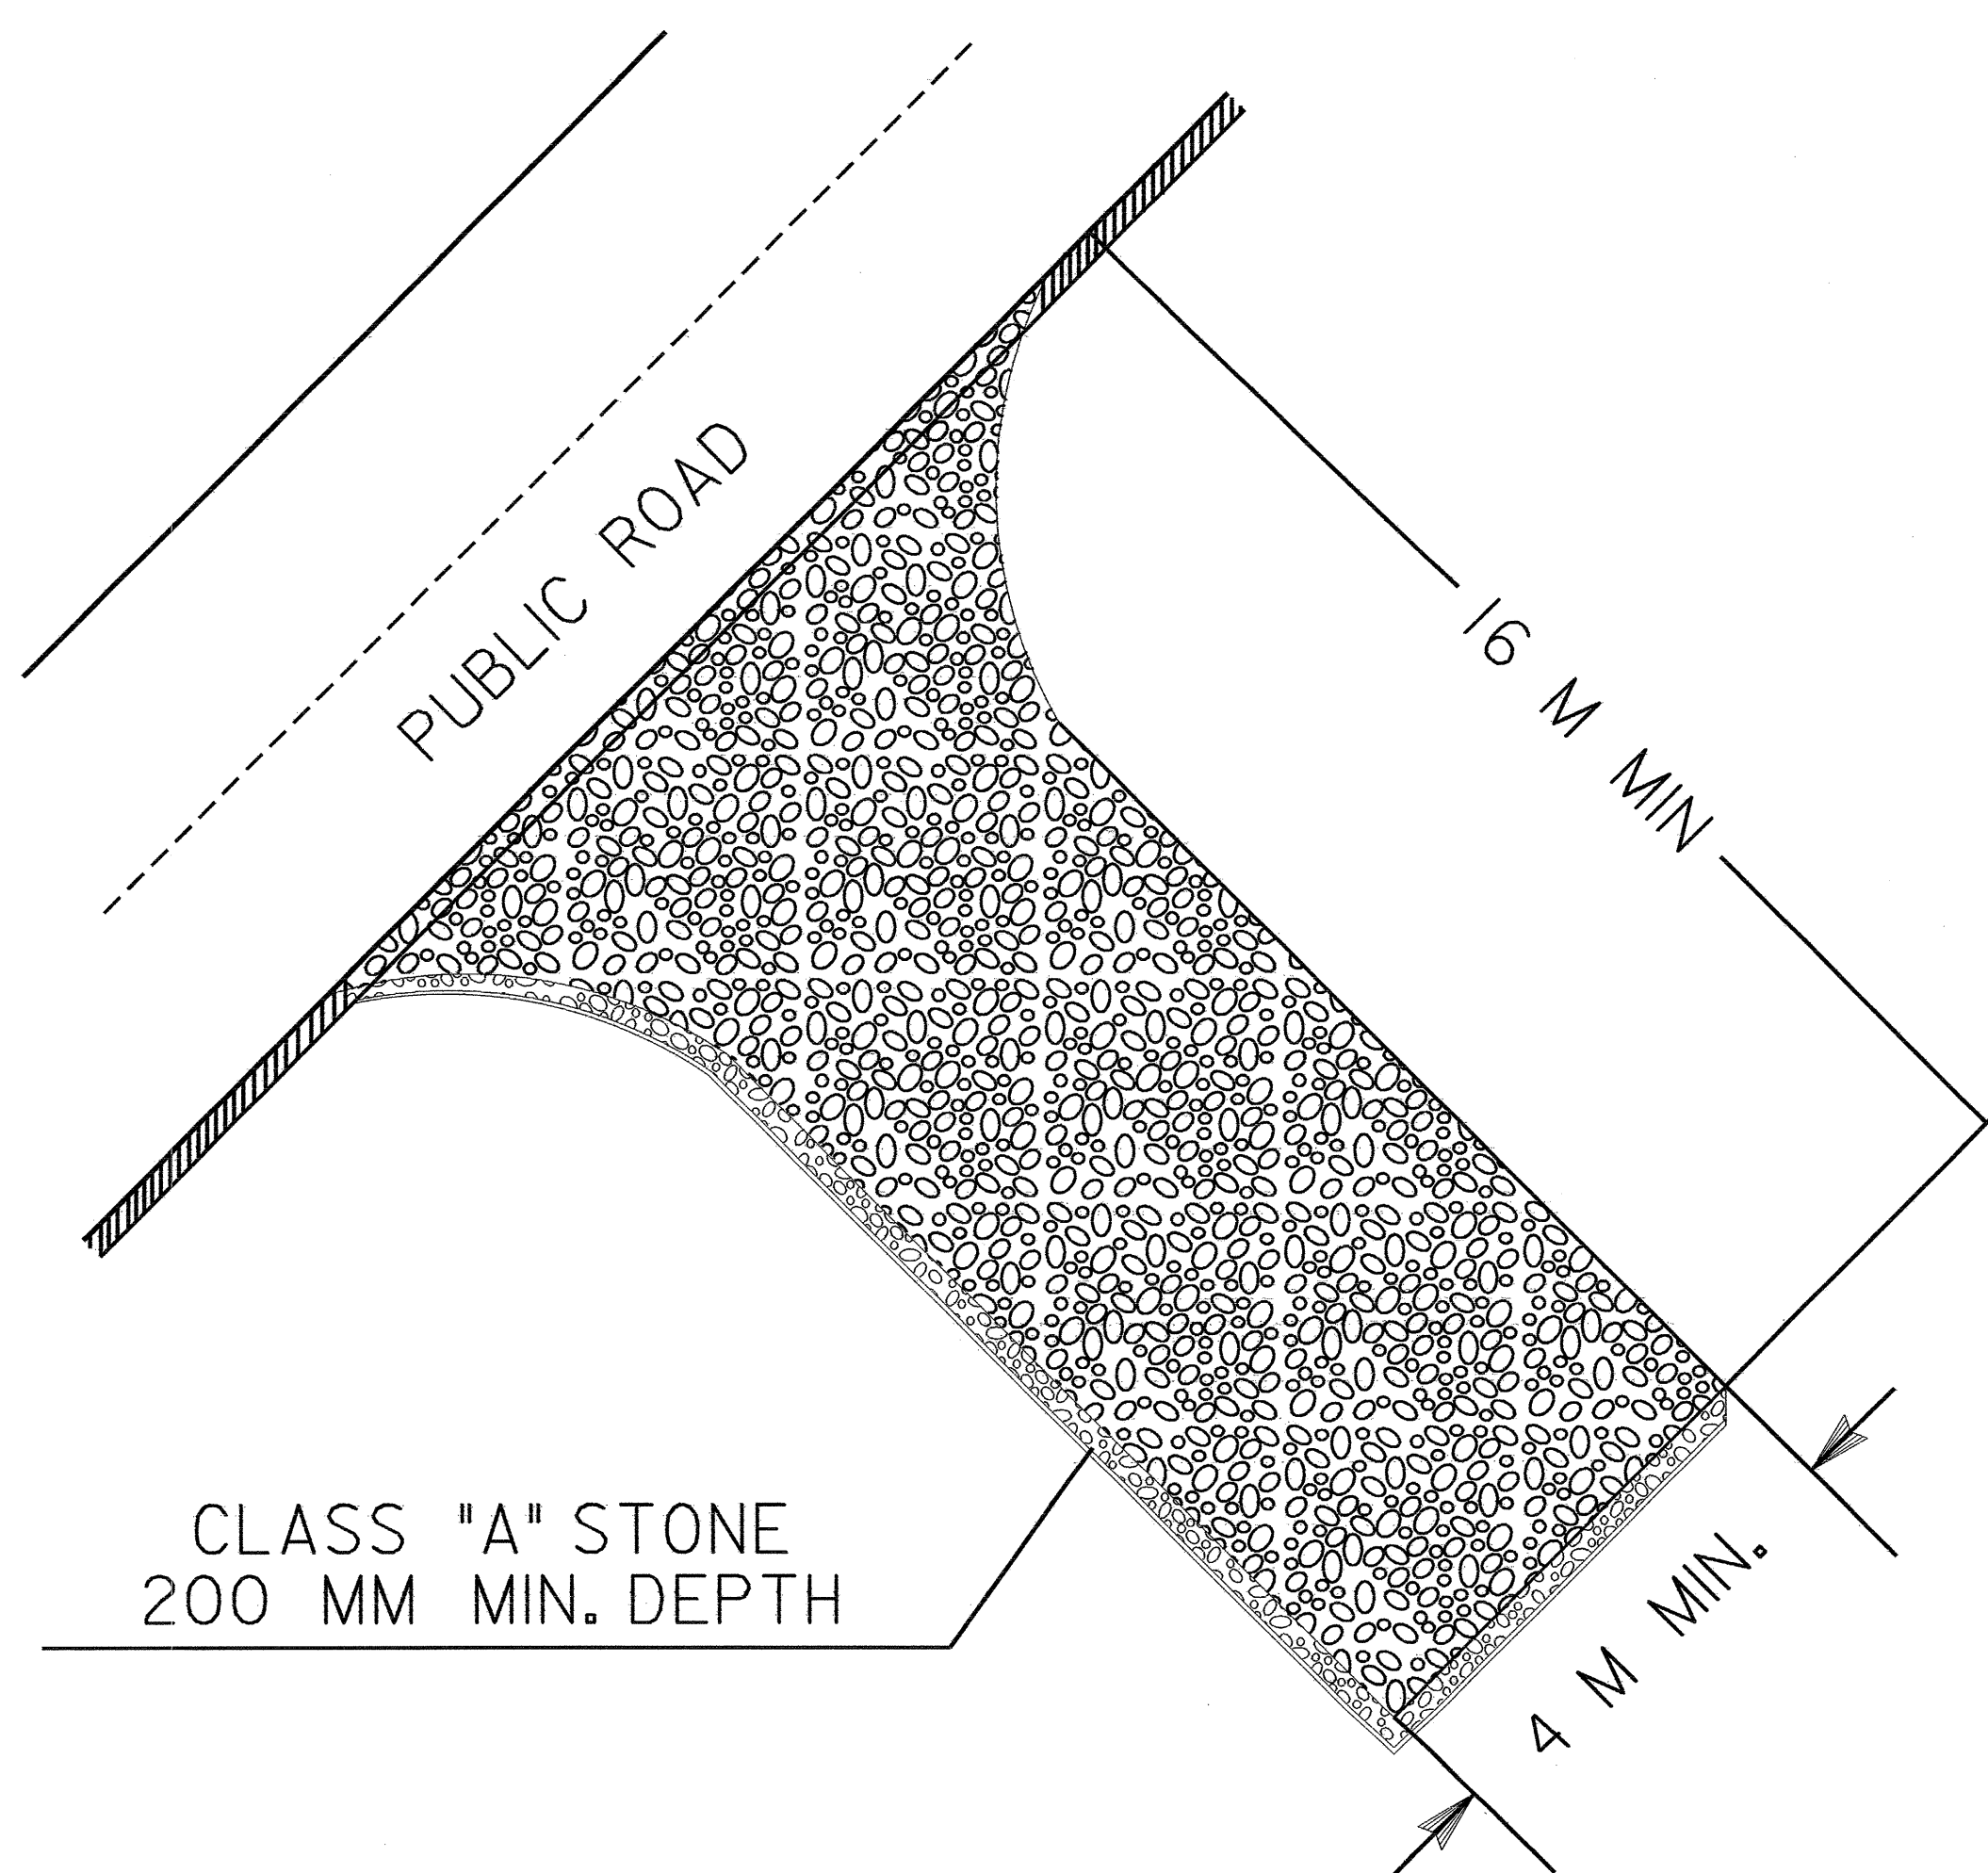 PUBLIC ROAD
16 M MIN
CLASS "A" STONE
200 MM MIN. DEPTH
4 M MIN.